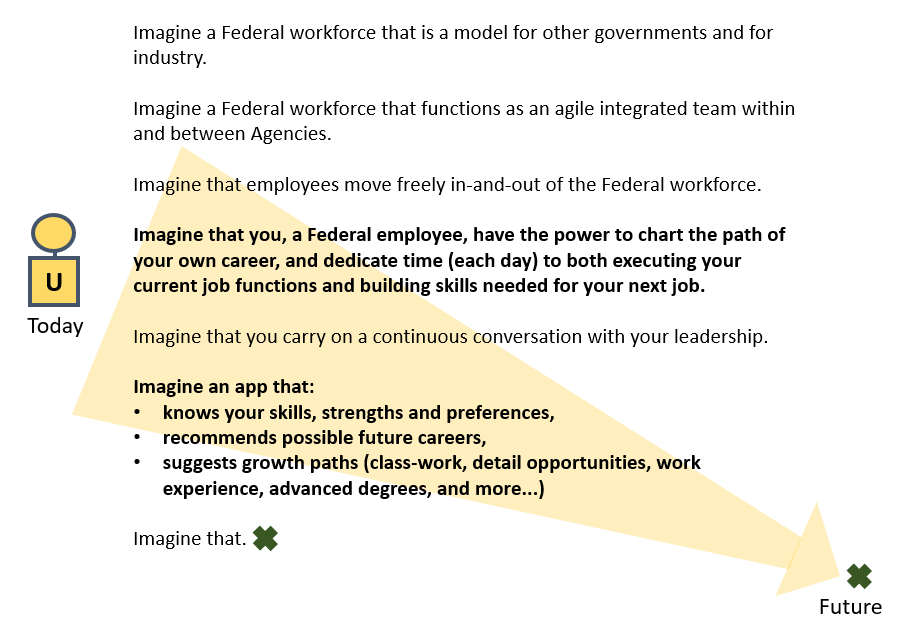 Imagine a Federal workforce that is a model for other governments and for
industry.
Imagine a Federal workforce that functions as an agile integrated team within
and between Agencies.
Imagine that employees move freely in-and-out of the Federal workforce.
Imagine that you, a Federal employee, have the power to chart the path of
your own career, and dedicate time (each day) to both executing your
current job functions and building skills needed for your next job.
U
Today
Imagine that you carry on a continuous conversation with your leadership.
Imagine an app that:
• knows your skills, strengths and preferences,
• recommends possible future careers,
• suggests growth paths (class-work, detail opportunities, work
experience, advanced degrees, and more...)
Imagine that.
Future